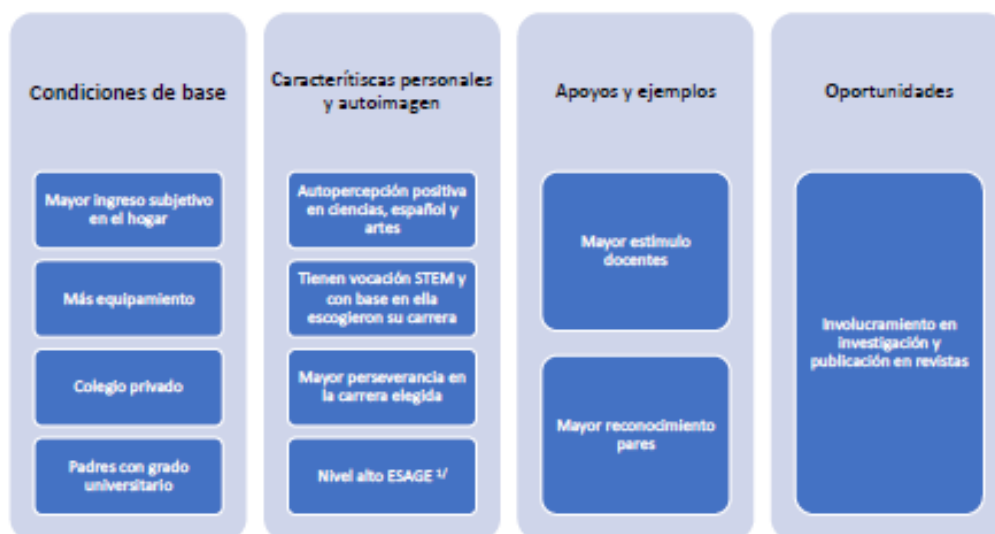 Condiciones de base
Mayor ingreso subjetivo
en el hogar
Más equipamiento
Colegio privado
Padres con grado
universitario
Caracterítiscas personales
y autoimagen
Autopercepción positiva
en ciencias, español y
artes
Tienen vocación STEM y
con base en ella
escogieron su carrera
Mayor perseverancia en
la carrera elegida
Nivel alto ESAGE 1/
Apoyos y ejemplos
Mayor estimulo
docentes
Mayor reconocimiento
pares
Oportunidades
Involucramiento en
investigación y
publicación en revistas